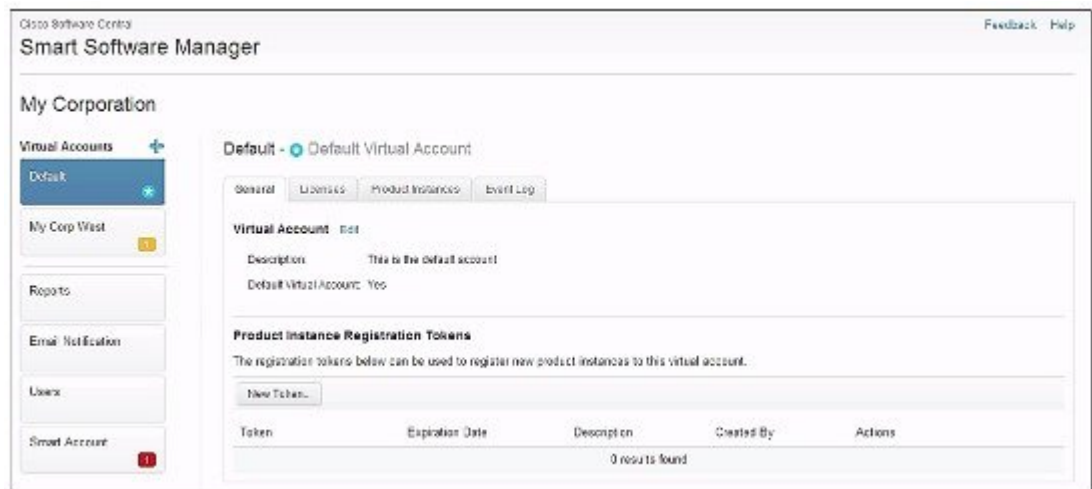 Cisco Software Central
Feedback Help
Smart Software Manager
My Corporation
Virtual Accounts
Default - Default Virtual Account
Default
General Licenses Product Instances Event Log
My Corp West
1
Virtual Account Edit
Description: This is the default account
Default Virtual Account: Yes
Reports
Email Notification
Product Instance Registration Tokens
The registration tokens below can be used to register new product instances to this virtual account.
Users
New Token...
Token Expiration Date Description Created By Actions
Smart Account
1
0 results found